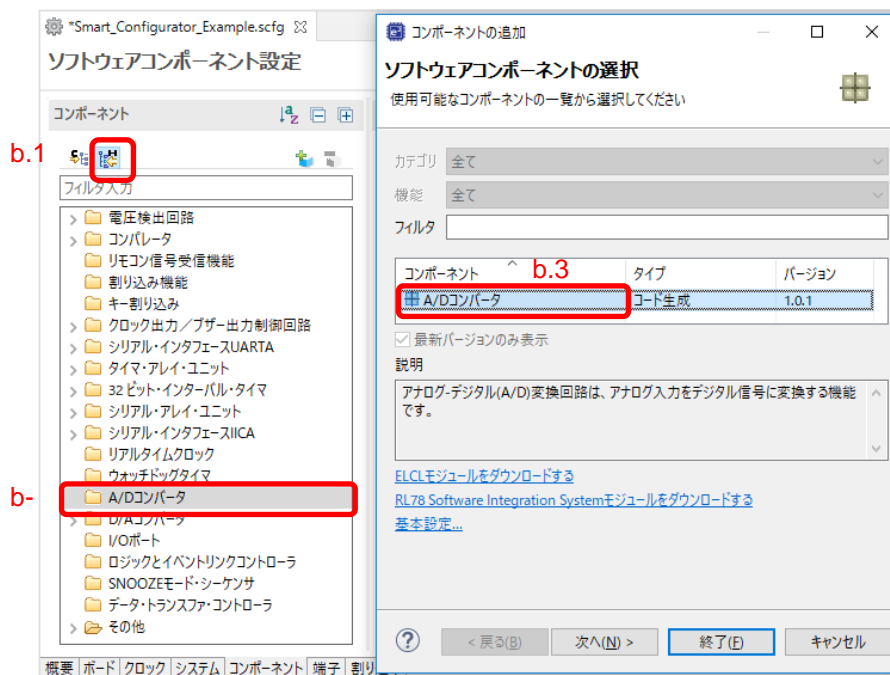 *Smart_Configurator_Example.scfg
ソフトウェアコンポーネント設定
コンポーネント
b.1
フィルタ入力
電圧検出回路
コンパレータ
リモコン信号受信機能
割り込み機能
キー割り込み
クロック出力／ブザー出力制御回路
シリアル・インタフェースUARTA
タイマ・アレイ・ユニット
32 ビット・インターバル・タイマ
シリアル・アレイ・ユニット
シリアル・インタフェースIICA
リアルタイムクロック
ウォッチドッグタイマ
b-
A/Dコンバータ
D/Aコンバータ
I/Oポート
ロジックとイベントリンクコントローラ
SNOOZEモード・シーケンサ
データ・トランスファ・コントローラ
その他
概要 ボード クロック システム コンポーネント 端子 割り
コンポーネントの追加
ソフトウェアコンポーネントの選択
使用可能なコンポーネントの一覧から選択してください
カテゴリ 全て
機能 全て
フィルタ
コンポーネント b.3 タイプ バージョン
A/Dコンバータ コード生成 1.0.1
最新バージョンのみ表示
説明
アナログ-デジタル(A/D)変換回路は、アナログ入力をデジタル信号に変換する機能
です。
ELCLモジュールをダウンロードする
RL78 Software Integration Systemモジュールをダウンロードする
基本設定...
< 戻る(B) 次へ(N) > 終了(F) キャンセル